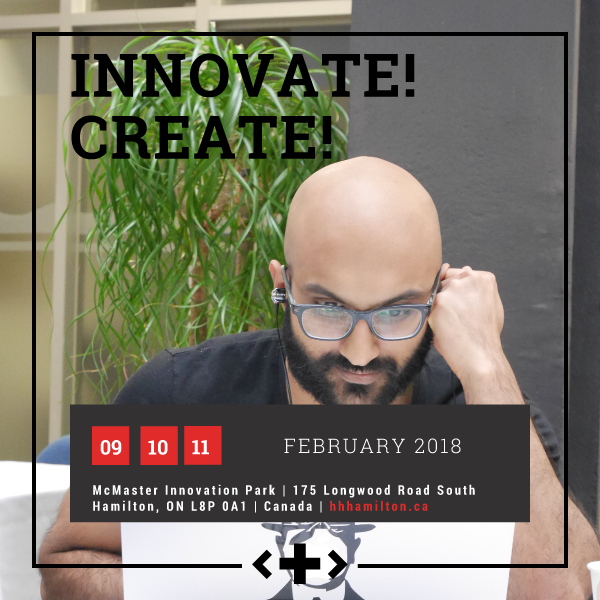 INNOVATE!
CREATE!
09 10 11 FEBRUARY 2018
McMaster Innovation Park | 175 Longwood Road South
Hamilton, ON L8P 0A1 | Canada | hhhamilton.ca